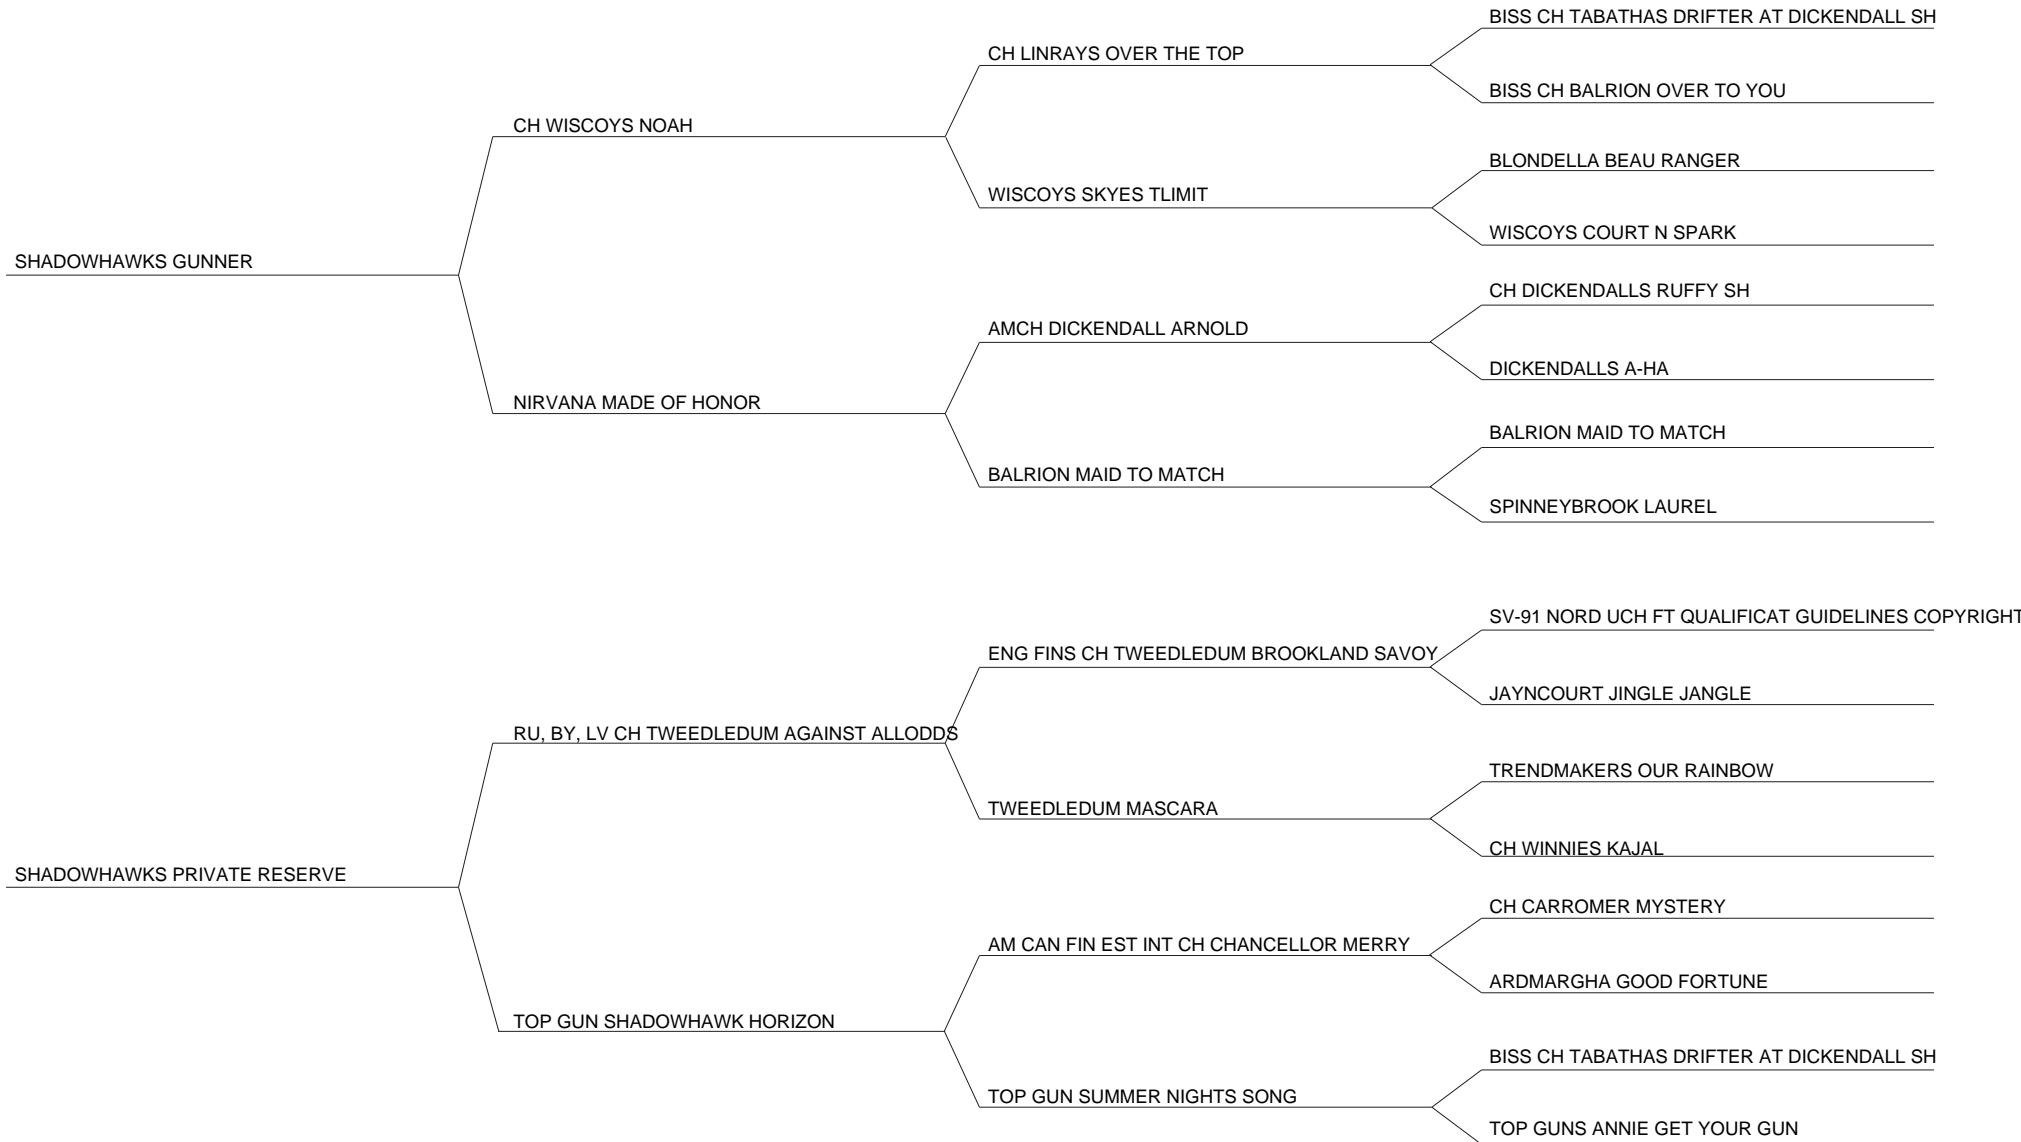 BISS CH TABATHAS DRIFTER AT DICKENDALL SH
CH LINRAYS OVER THE TOP
BISS CH BALRION OVER TO YOU
CH WISCOYS NOAH
BLONDELLA BEAU RANGER
WISCOYS SKYES TLIMIT
WISCOYS COURT N SPARK
SHADOWHAWKS GUNNER
CH DICKENDALLS RUFFY SH
AMCH DICKENDALL ARNOLD
DICKENDALLS A-HA
NIRVANA MADE OF HONOR
BALRION MAID TO MATCH
BALRION MAID TO MATCH
SPINNEYBROOK LAUREL
SV-91 NORD UCH FT QUALIFICAT GUIDELINES COPYRIGHT
ENG FINS CH TWEEDLEDUM BROOKLAND SAVOY
JAYNCOURT JINGLE JANGLE
RU, BY, LV CH TWEEDLEDUM AGAINST ALLODDS
TRENDMAKERS OUR RAINBOW
TWEEDLEDUM MASCARA
CH WINNIES KAJAL
SHADOWHAWKS PRIVATE RESERVE
CH CARROMER MYSTERY
AM CAN FIN EST INT CH CHANCELLOR MERRY
ARDMARGHA GOOD FORTUNE
TOP GUN SHADOWHAWK HORIZON
BISS CH TABATHAS DRIFTER AT DICKENDALL SH
TOP GUN SUMMER NIGHTS SONG
TOP GUNS ANNIE GET YOUR GUN